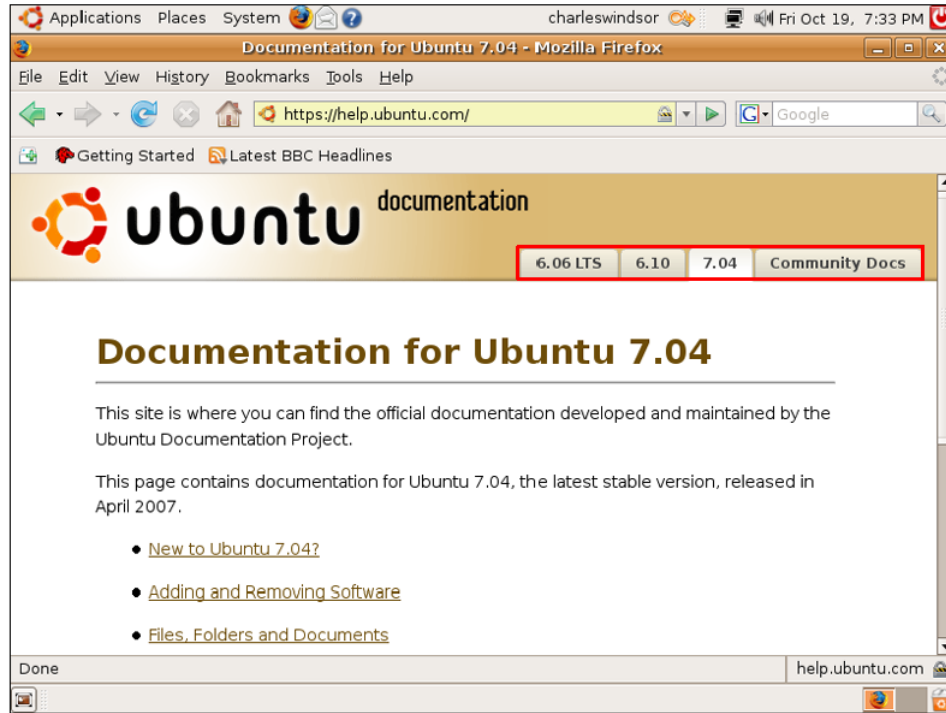 Applications Places System charleswindsor Fri Oct 19, 7:33 PM
Documentation for Ubuntu 7.04 - Mozilla Firefox
File Edit View History Bookmarks Tools Help
https://help.ubuntu.com/ G Google
Getting Started Latest BBC Headlines
ubuntu documentation
6.06 LTS 6.10 7.04 Community Docs
Documentation for Ubuntu 7.04
This site is where you can find the official documentation developed and maintained by the
Ubuntu Documentation Project.
This page contains documentation for Ubuntu 7.04, the latest stable version, released in
April 2007.
New to Ubuntu 7.04?
Adding and Removing Software
Files, Folders and Documents
Done help.ubuntu.com